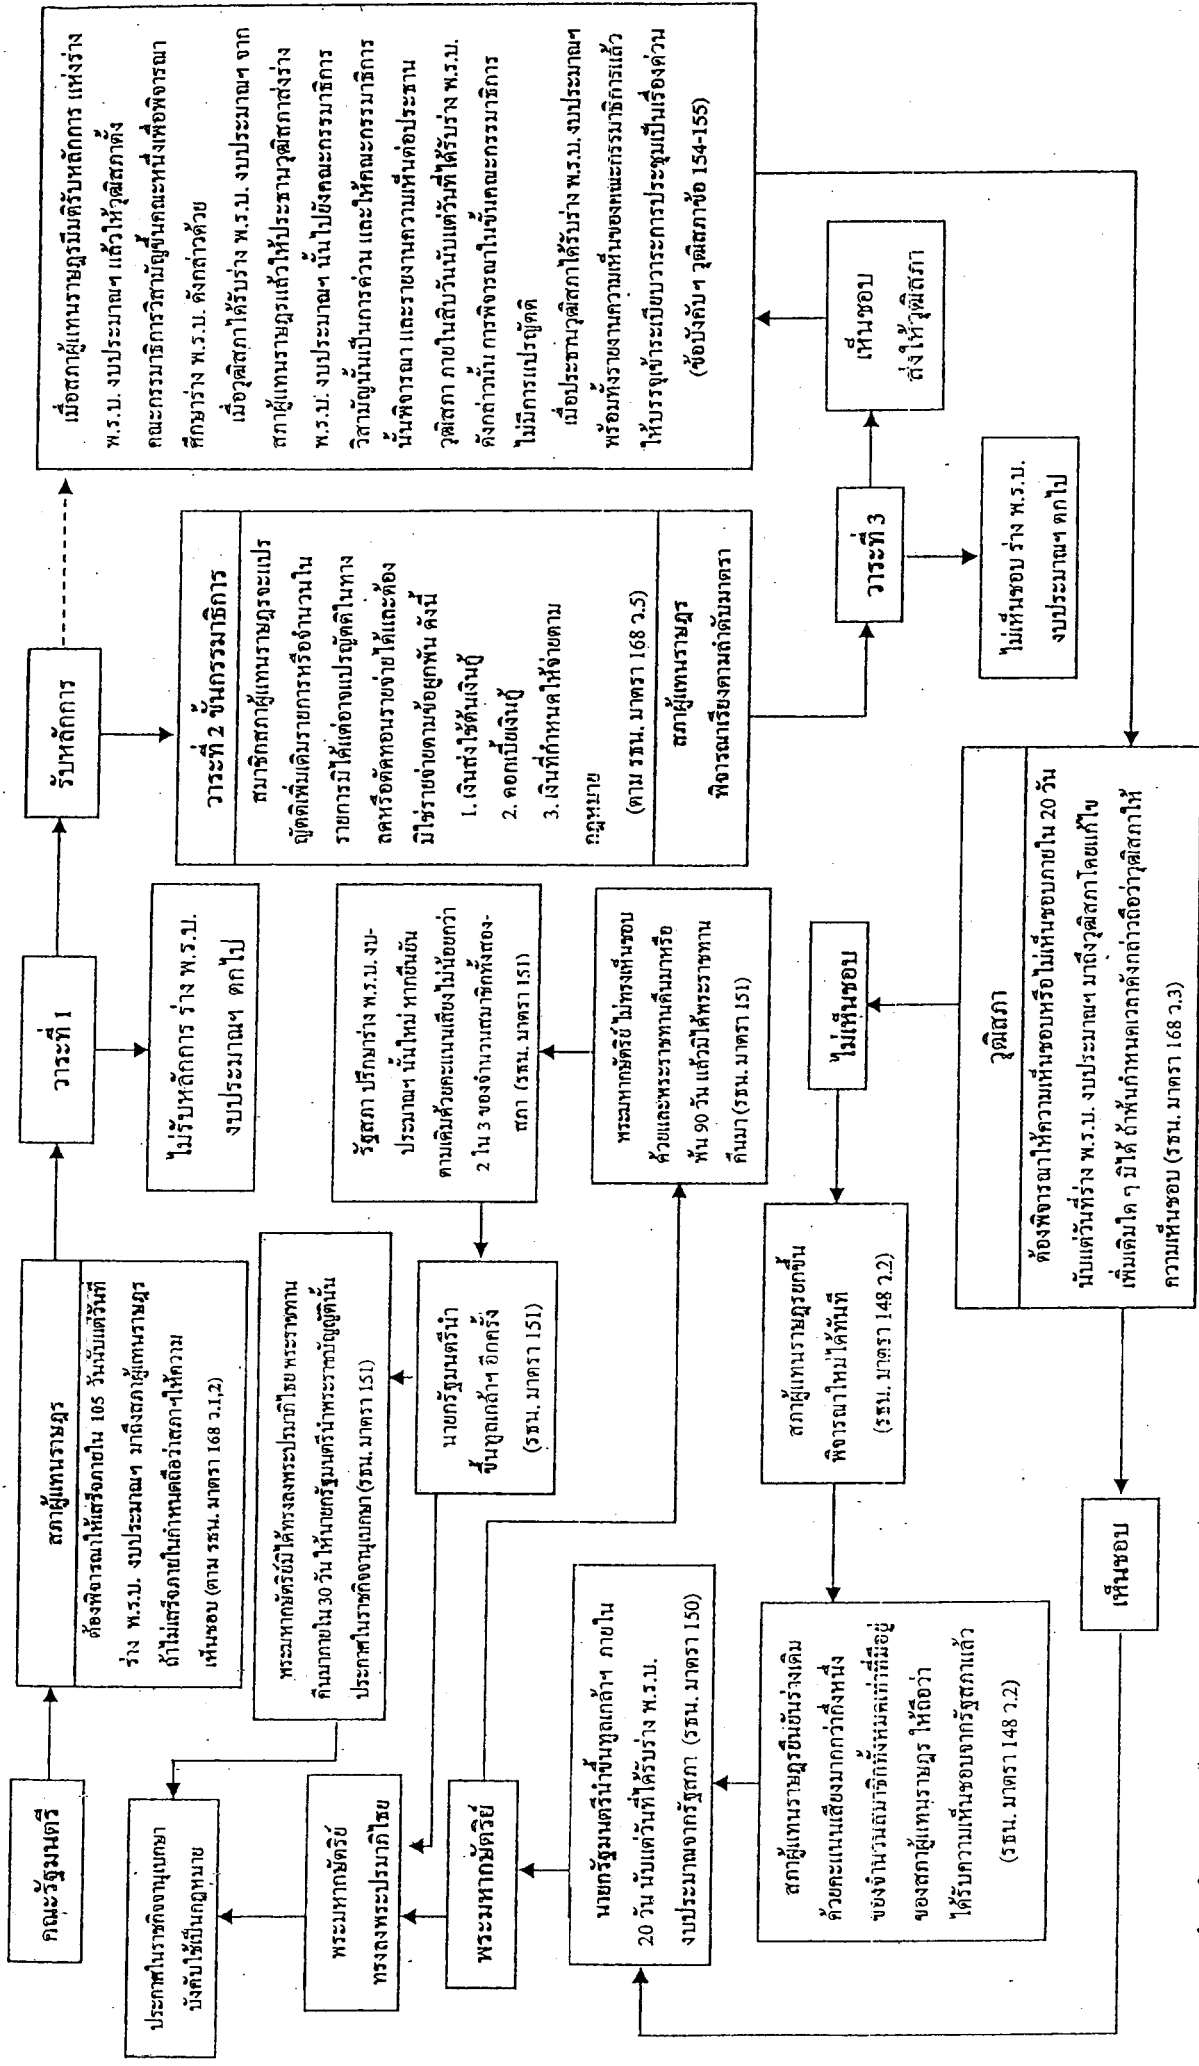 คณะรัฐมนตรี
สภาผู้แทนราษฎร
ต้องพิจารณาให้เสร็จภายใน 105 วันนับแต่วันที่
ร่าง พ.ร.บ. งบประมาณฯ มาถึงสภาผู้แทนราษฎร
ถ้าไม่เสร็จภายในกำหนดถือว่าสภาฯให้ความ
เห็นชอบ (ตาม รธน. มาตรา 168 ว.1,2)
วาระที่ 1
ไม่รับหลักการ ร่าง พ.ร.บ.
งบประมาณฯ ตกไป
รับหลักการ
เมื่อสภาผู้แทนราษฎรมีมติรับหลักการ แห่งร่าง
พ.ร.บ. งบประมาณฯ แล้วให้วุฒิสภาตั้ง
คณะกรรมาธิการวิสามัญขึ้นคณะหนึ่งเพื่อพิจารณา
ศึกษาร่าง พ.ร.บ. ดังกล่าวด้วย
เมื่อวุฒิสภาได้รับร่าง พ.ร.บ. งบประมาณฯ จาก
สภาผู้แทนราษฎรแล้วให้ประธานวุฒิสภาส่งร่าง
พ.ร.บ. งบประมาณฯ นั้นไปยังคณะกรรมาธิการ
วิสามัญนั้นเป็นการด่วน และให้คณะกรรมาธิการ
นั้นพิจารณา และรายงานความเห็นต่อประธาน
วุฒิสภา ภายในสิบวันนับแต่วันที่ได้รับร่าง พ.ร.บ.
ดังกล่าวนั้น การพิจารณาในขั้นคณะกรรมาธิการ
ไม่มีการแปรญัตติ
เมื่อประธานวุฒิสภาได้รับร่าง พ.ร.บ. งบประมาณฯ
พร้อมทั้งรายงานความเห็นของคณะกรรมาธิการแล้ว
ให้บรรจุเข้าระเบียบวาระการประชุมเป็นเรื่องด่วน
(ข้อบังคับฯ วุฒิสภาข้อ 154-155)
วาระที่ 2 ขั้นกรรมาธิการ
สมาชิกสภาผู้แทนราษฎรจะแปร
ญัตติเพิ่มเติมรายการหรือจำนวนใน
รายการมิได้แต่อาจแปรญัตติในทาง
ลดหรือตัดทอนรายจ่ายได้และต้อง
มิใช่รายจ่ายตามข้อผูกพัน ดังนี้
1. เงินส่งใช้ต้นเงินกู้
2. ดอกเบี้ยเงินกู้
3. เงินที่กำหนดให้จ่ายตาม
กฎหมาย
(ตาม รธน. มาตรา 168 ว.5)
สภาผู้แทนราษฎร
พิจารณาเรียงตามลำดับมาตรา
วาระที่ 3
เห็นชอบ
ส่งให้วุฒิสภา
ไม่เห็นชอบ ร่าง พ.ร.บ.
งบประมาณฯ ตกไป
วุฒิสภา
ต้องพิจารณาให้ความเห็นชอบหรือไม่เห็นชอบภายใน 20 วัน
นับแต่วันที่ร่าง พ.ร.บ. งบประมาณฯ มาถึงวุฒิสภาโดยแก้ไข
เพิ่มเติมใด ๆ มิได้ ถ้าพ้นกำหนดเวลาดังกล่าวถือว่าวุฒิสภาให้
ความเห็นชอบ (รธน. มาตรา 168 ว.3)
ไม่เห็นชอบ
สภาผู้แทนราษฎรยกขึ้น
พิจารณาใหม่ได้ทันที
(รธน. มาตรา 148 ว.2)
สภาผู้แทนราษฎรยืนยันร่างเดิม
ด้วยคะแนนเสียงมากกว่ากึ่งหนึ่ง
ของจำนวนสมาชิกทั้งหมดเท่าที่มีอยู่
ของสภาผู้แทนราษฎร ให้ถือว่า
ได้รับความเห็นชอบจากรัฐสภาแล้ว
(รธน. มาตรา 148 ว.2)
เห็นชอบ
นายกรัฐมนตรีนำขึ้นทูลเกล้าฯ ภายใน
20 วัน นับแต่วันที่ได้รับร่าง พ.ร.บ.
งบประมาณจากรัฐสภา (รธน. มาตรา 150)
พระมหากษัตริย์
พระมหากษัตริย์
ทรงลงพระปรมาภิไธย
ประกาศในราชกิจจานุเบกษา
บังคับใช้เป็นกฎหมาย
พระมหากษัตริย์ ไม่ทรงเห็นชอบ
ด้วยและพระราชทานคืนมาหรือ
พ้น 90 วัน แล้วมิได้พระราชทาน
คืนมา (รธน. มาตรา 151)
รัฐสภา ปรึกษาร่าง พ.ร.บ. งบ-
ประมาณฯ นั้นใหม่ หากยืนยัน
ตามเดิมด้วยคะแนนเสียงไม่น้อยกว่า
2 ใน 3 ของจำนวนสมาชิกทั้งสอง-
สภา (รธน. มาตรา 151)
นายกรัฐมนตรีนำ
ขึ้นทูลเกล้าฯ อีกครั้ง
(รธน. มาตรา 151)
พระมหากษัตริย์มิได้ทรงลงพระปรมาภิไธย พระราชทาน
คืนมาภายใน 30 วัน ให้นายกรัฐมนตรีนำพระราชบัญญัตินั้น
ประกาศในราชกิจจานุเบกษา (รธน. มาตรา 151)